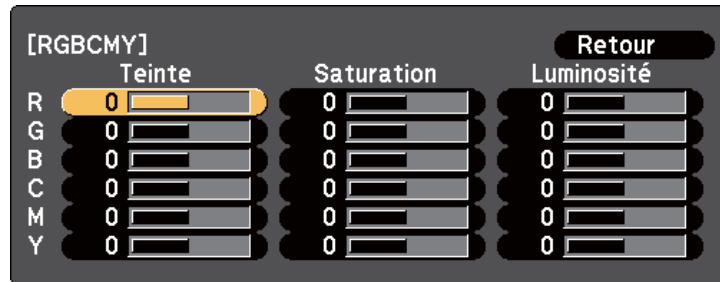 [RGBCMY] Retour
Teinte Saturation Luminosité
R 0 0 0
G 0 0 0
B 0 0 0
C 0 0 0
M 0 0 0
Y 0 0 0